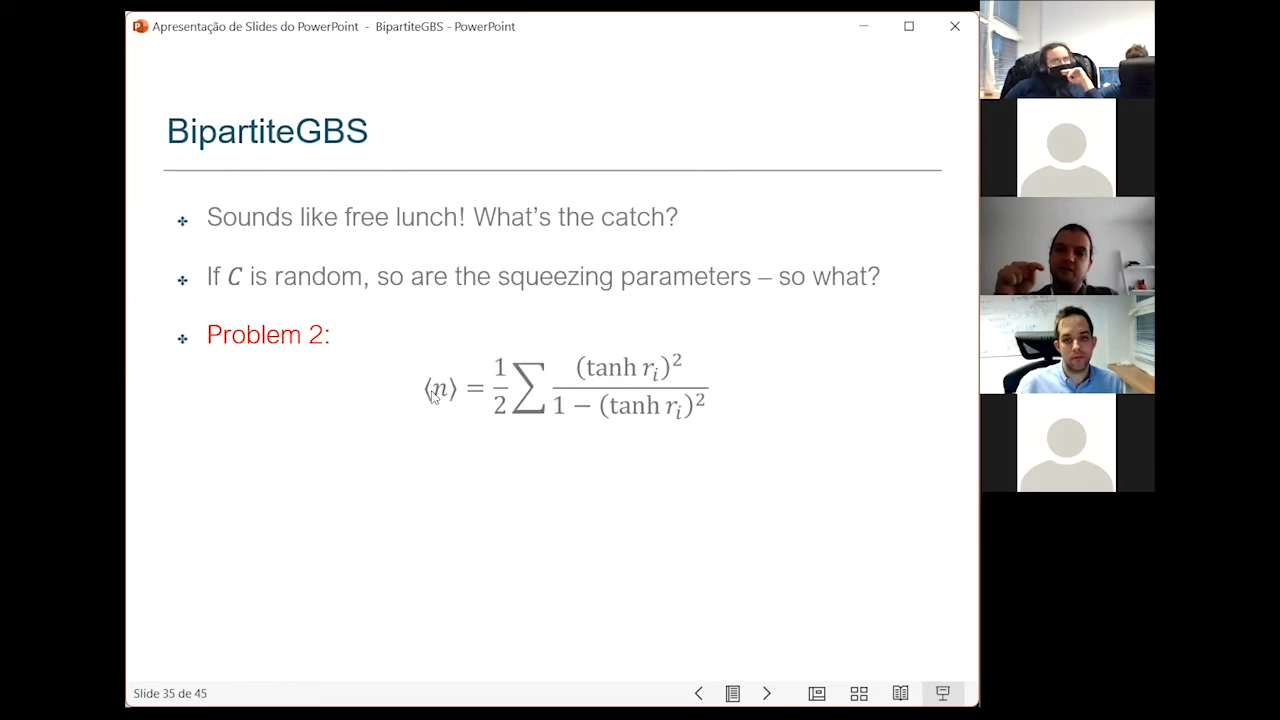 Apresentação de Slides do PowerPoint - BipartiteGBS - PowerPoint
BipartiteGBS
Sounds like free lunch! What's the catch?
If C is random, so are the squeezing parameters – so what?
Problem 2:
⟨n⟩ = 1/2 ∑ (tanh rᵢ)² / 1 − (tanh rᵢ)²
Slide 35 de 45